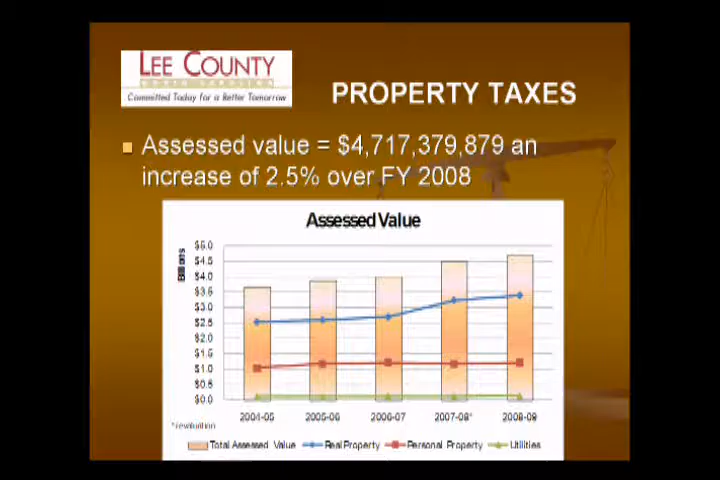 LEE COUNTY
NORTH CAROLINA
Committed Today for a Better Tomorrow
PROPERTY TAXES
Assessed value = $4,717,379,879 an
increase of 2.5% over FY 2008
Assessed Value
Billions
$5.0
$4.5
$4.0
$3.5
$3.0
$2.5
$2.0
$1.5
$1.0
$0.5
$0.0
2004-05 2005-06 2006-07 2007-08* 2008-09
*revaluation
Total Assessed Value Real Property Personal Property Utilities